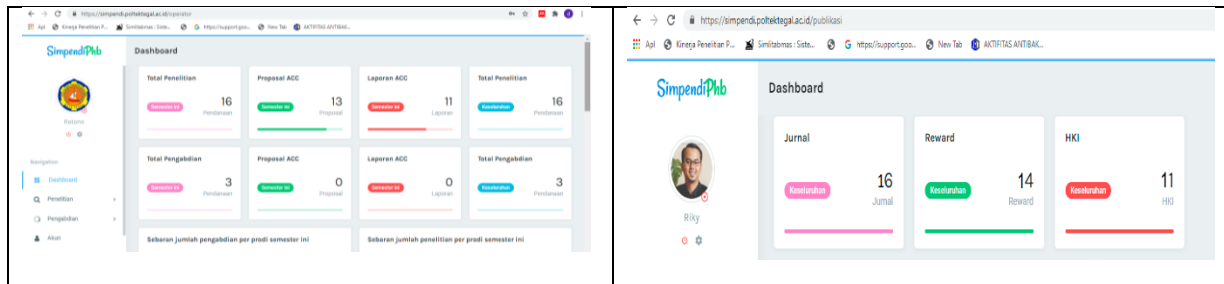 https://simpendi.poltektegal.ac.id/operator
Apl Kinerja Penelitian P... Simlitabmas : Siste... https://support.goo... New Tab AKTIFITAS ANTIBAK...
SimpendiPhb
Dashboard
Ratono
Navigation
Dashboard
Penelitian
Pengabdian
Akun
Total Penelitian
Semester ini
16
Pendanaan
Proposal ACC
Semester ini
13
Proposal
Laporan ACC
Semester ini
11
Laporan
Total Penelitian
Keseluruhan
16
Pendanaan
Total Pengabdian
Semester ini
3
Pendanaan
Proposal ACC
Semester ini
0
Proposal
Laporan ACC
Semester ini
0
Laporan
Total Pengabdian
Keseluruhan
3
Pendanaan
Sebaran jumlah pengabdian per prodi semester ini
Sebaran jumlah penelitian per prodi semester ini
https://simpendi.poltektegal.ac.id/publikasi
Apl Kinerja Penelitian P... Simlitabmas : Siste... https://support.goo... New Tab AKTIFITAS ANTIBAK...
SimpendiPhb
Dashboard
Riky
Jurnal
Keseluruhan
16
Jurnal
Reward
Keseluruhan
14
Reward
HKI
Keseluruhan
11
HKI